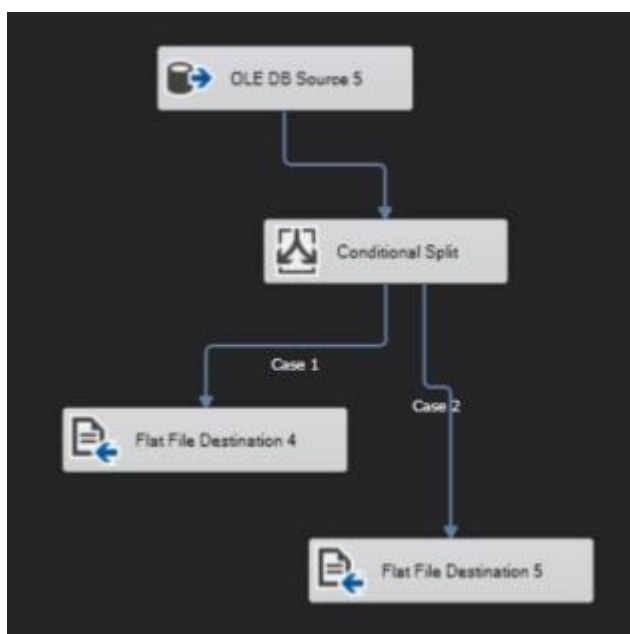 OLE DB Source 5
Conditional Split
Case 1
Case 2
Flat File Destination 4
Flat File Destination 5